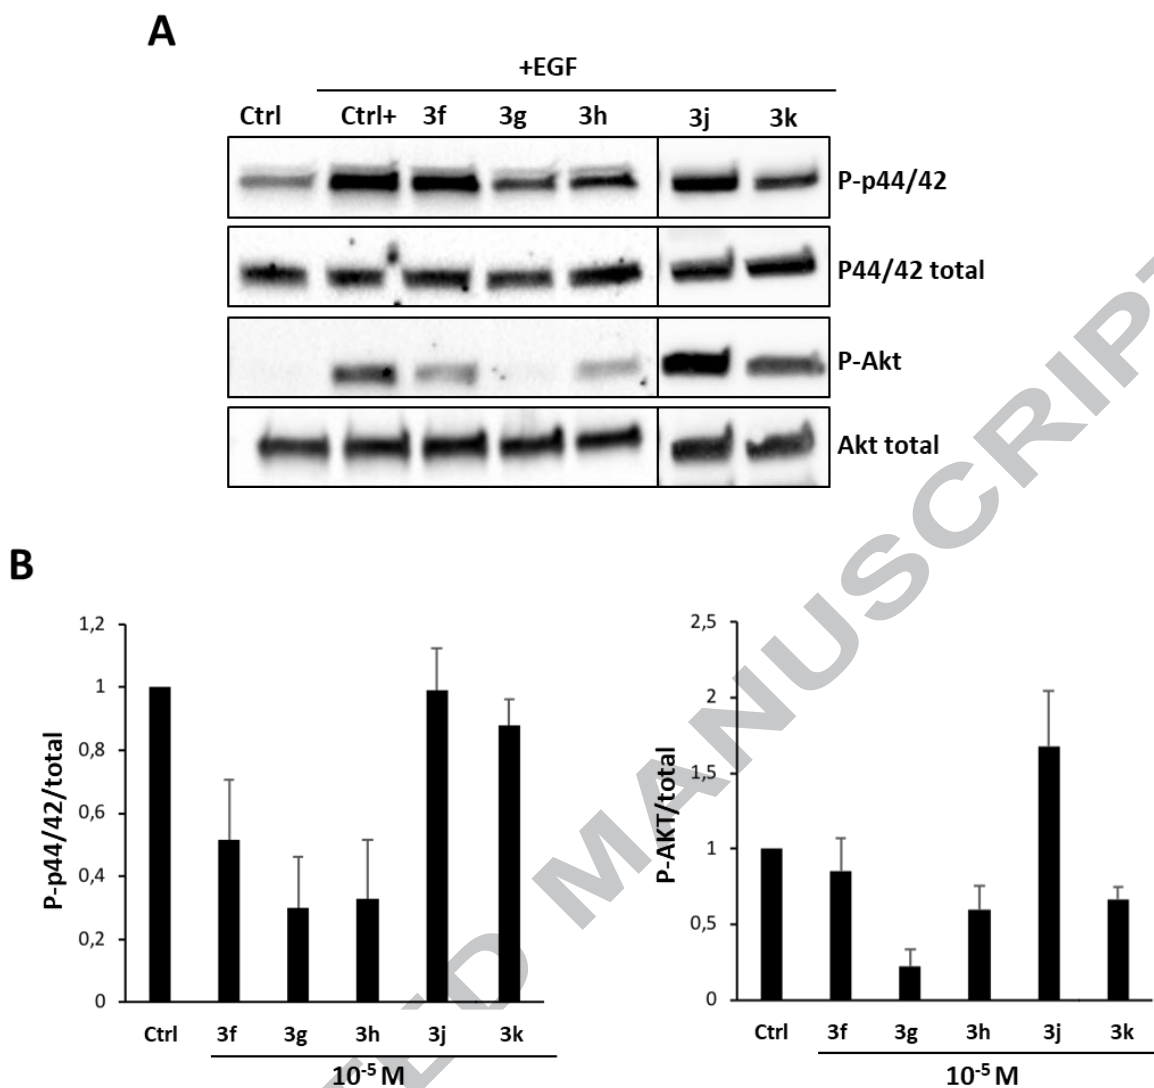 A
+EGF
Ctrl Ctrl+ 3f 3g 3h 3j 3k
P-p44/42
P44/42 total
P-Akt
Akt total
B
P-p44/42/total
1,2
1
0,8
0,6
0,4
0,2
0
Ctrl 3f 3g 3h 3j 3k
10⁻⁵ M
P-AKT/total
2,5
2
1,5
1
0,5
0
Ctrl 3f 3g 3h 3j 3k
10⁻⁵ M
TED MANUSCRIPT